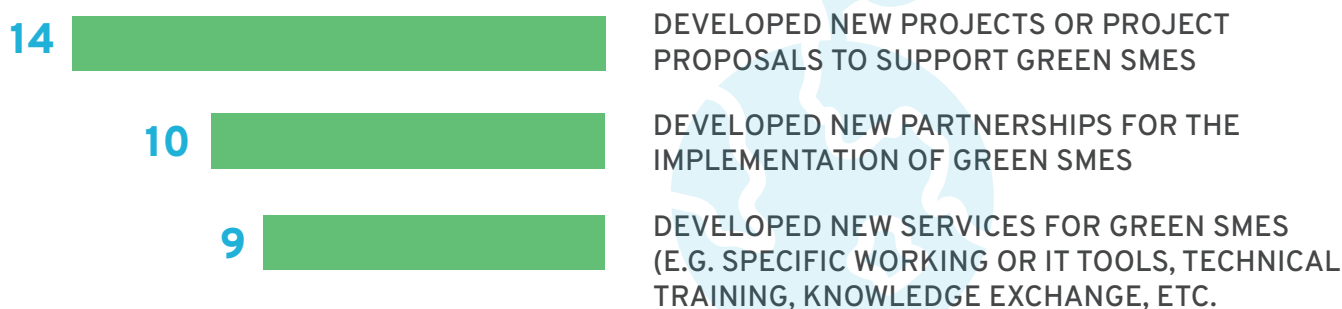 14
DEVELOPED NEW PROJECTS OR PROJECT
PROPOSALS TO SUPPORT GREEN SMES
10
DEVELOPED NEW PARTNERSHIPS FOR THE
IMPLEMENTATION OF GREEN SMES
9
DEVELOPED NEW SERVICES FOR GREEN SMES
(E.G. SPECIFIC WORKING OR IT TOOLS, TECHNICAL
TRAINING, KNOWLEDGE EXCHANGE, ETC.